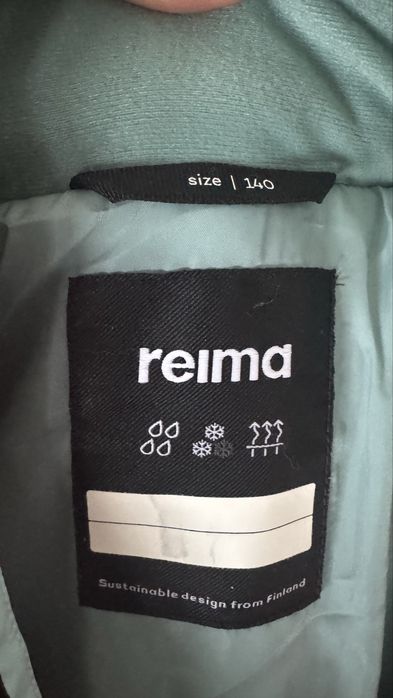 size | 140
reima
Sustainable design from Finland